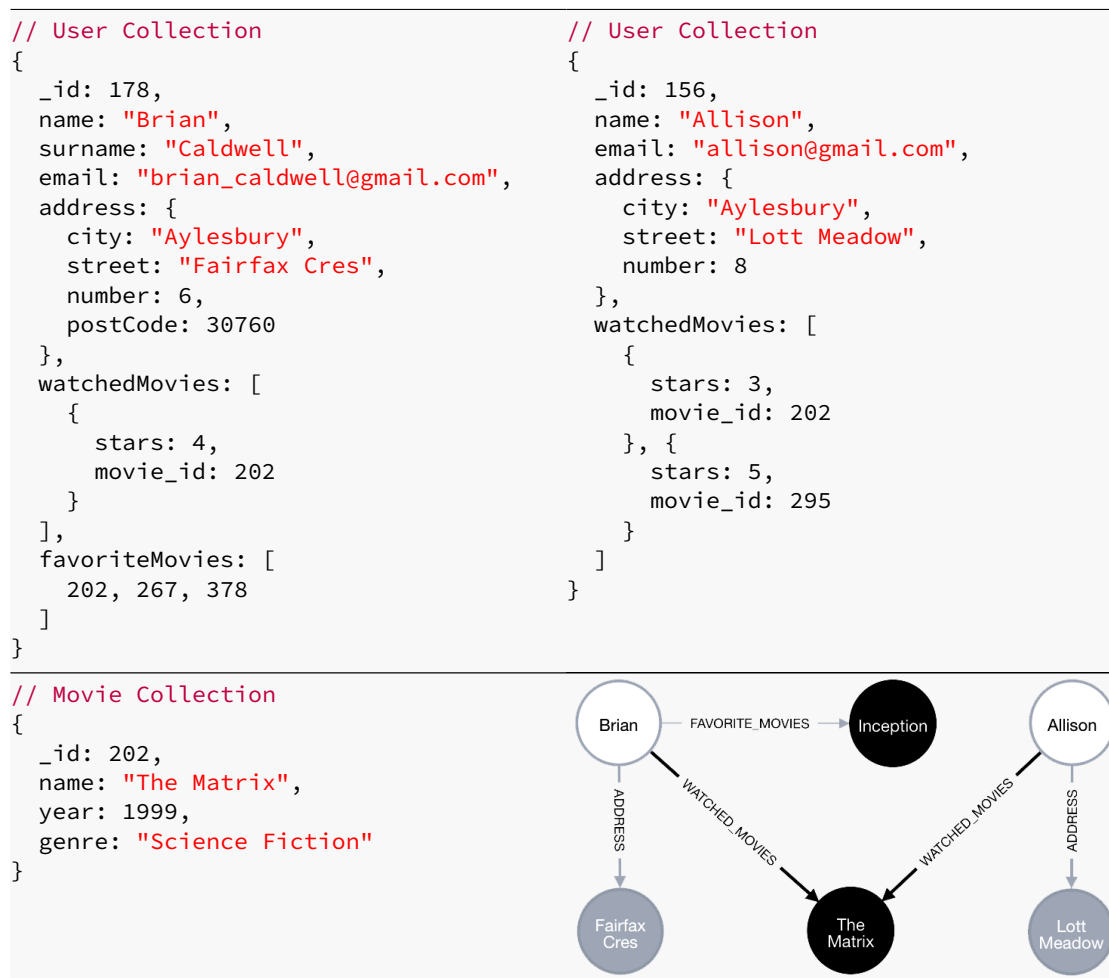 // User Collection
{
  _id: 178,
  name: "Brian",
  surname: "Caldwell",
  email: "brian_caldwell@gmail.com",
  address: {
    city: "Aylesbury",
    street: "Fairfax Cres",
    number: 6,
    postCode: 30760
  },
  watchedMovies: [
    {
      stars: 4,
      movie_id: 202
    }
  ],
  favoriteMovies: [
    202, 267, 378
  ]
}
// User Collection
{
  _id: 156,
  name: "Allison",
  email: "allison@gmail.com",
  address: {
    city: "Aylesbury",
    street: "Lott Meadow",
    number: 8
  },
  watchedMovies: [
    {
      stars: 3,
      movie_id: 202
    }, {
      stars: 5,
      movie_id: 295
    }
  ]
}
// Movie Collection
{
  _id: 202,
  name: "The Matrix",
  year: 1999,
  genre: "Science Fiction"
}
Brian
FAVORITE_MOVIES
Inception
Allison
ADDRESS
WATCHED_MOVIES
WATCHED_MOVIES
ADDRESS
Fairfax
Cres
The
Matrix
Lott
Meadow